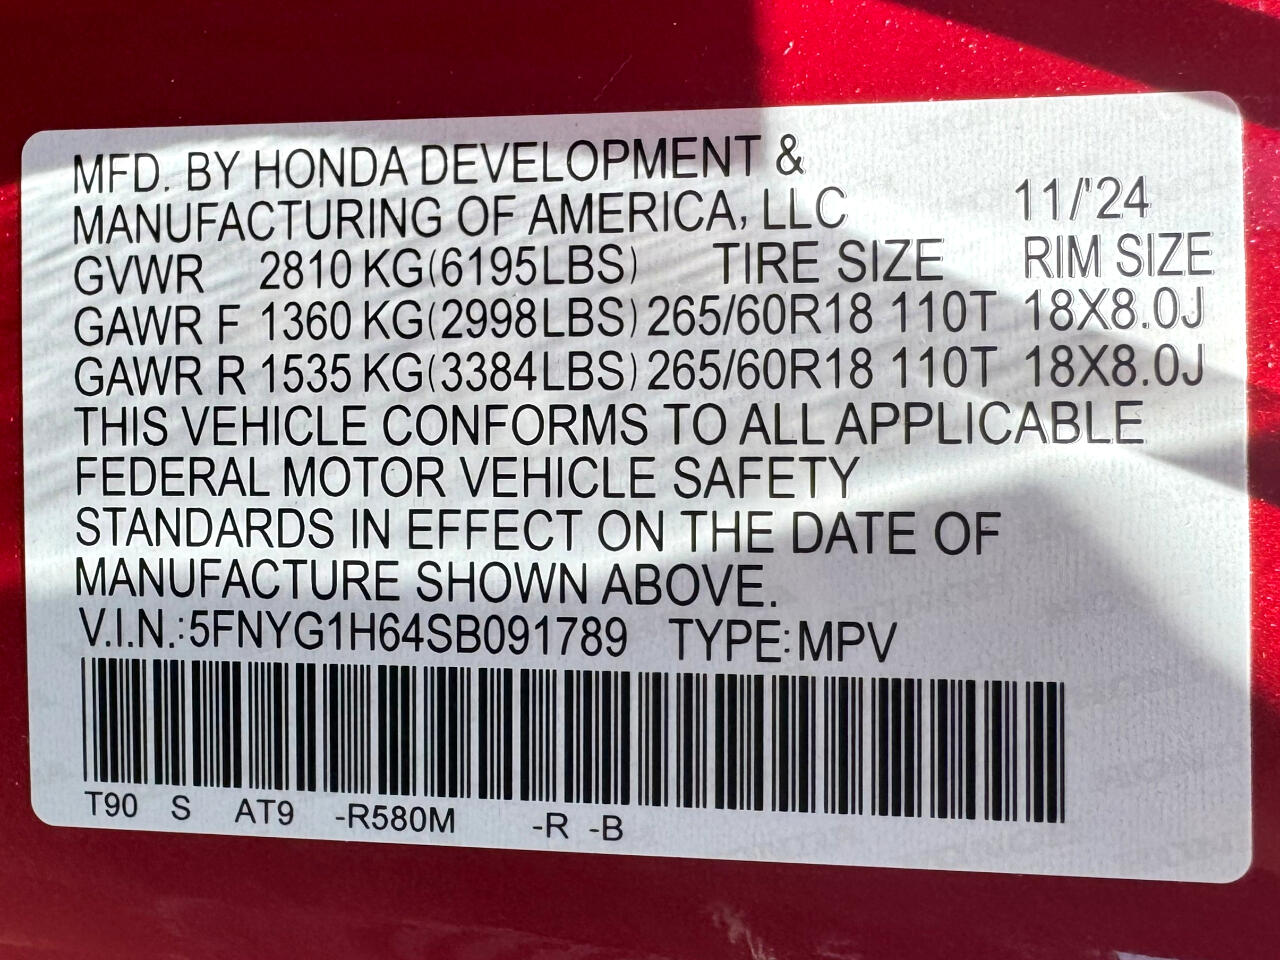 MFD. BY HONDA DEVELOPMENT &
MANUFACTURING OF AMERICA, LLC 11/'24
GVWR 2810 KG(6195LBS) TIRE SIZE RIM SIZE
GAWR F 1360 KG(2998LBS) 265/60R18 110T 18X8.0J
GAWR R 1535 KG(3384LBS) 265/60R18 110T 18X8.0J
THIS VEHICLE CONFORMS TO ALL APPLICABLE
FEDERAL MOTOR VEHICLE SAFETY
STANDARDS IN EFFECT ON THE DATE OF
MANUFACTURE SHOWN ABOVE.
V.I.N.:5FNYG1H64SB091789 TYPE:MPV
T90 S AT9 -R580M -R -B